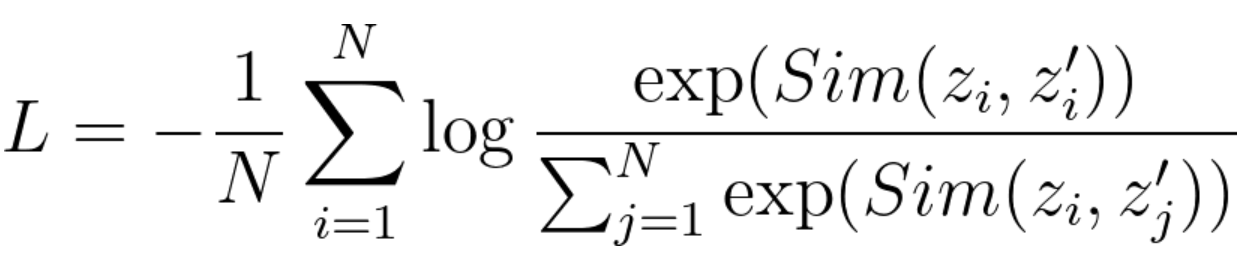 L = -\frac{1}{N} \sum_{i=1}^{N} \log \frac{\exp(Sim(z_i, z'_i))}{\sum_{j=1}^{N} \exp(Sim(z_i, z'_j))}